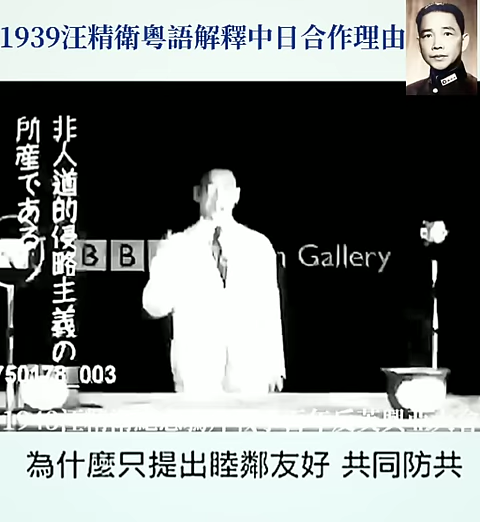 1939汪精衛粵語解釋中日合作理由
非人道的侵略主義の
所産である
BB
n Gallery
750178_003
為什麼只提出睦鄰友好 共同防共